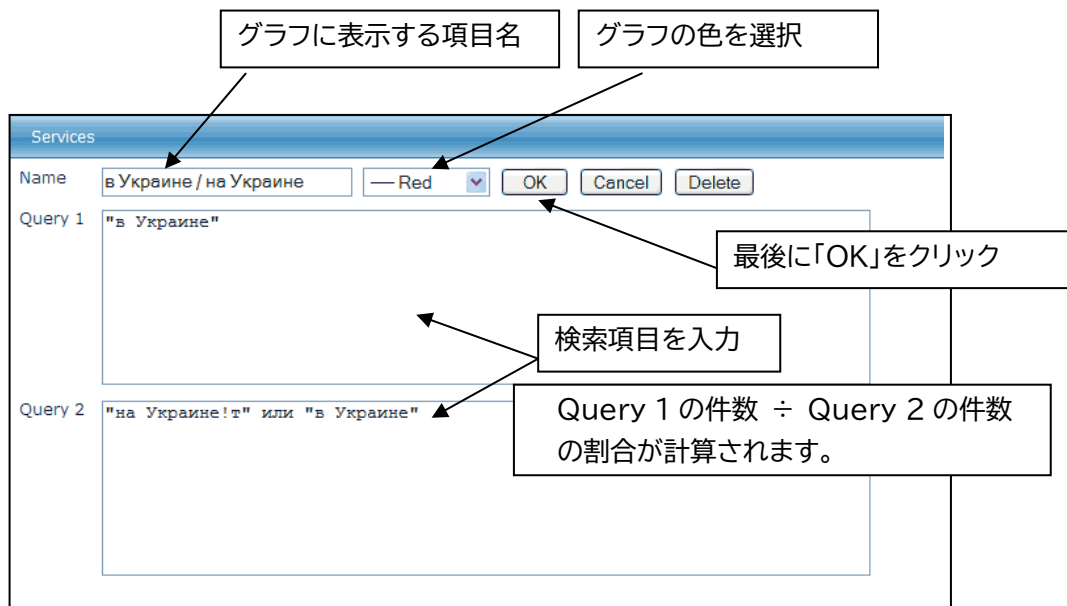 グラフに表示する項目名
グラフの色を選択
Services
Name в Украине / на Украине — Red OK Cancel Delete
Query 1 "в Украине"
最後に「OK」をクリック
検索項目を入力
Query 2 "на Украине!т" или "в Украине"
Query 1 の件数 ÷ Query 2 の件数
の割合が計算されます。